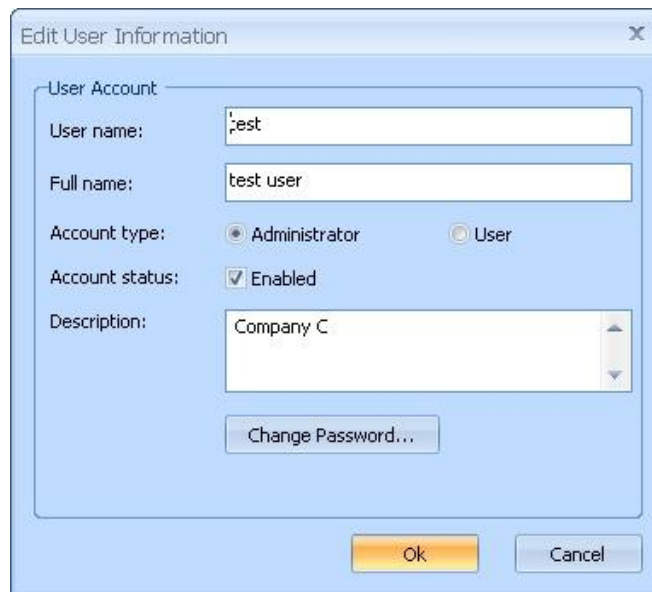 Edit User Information
User Account
User name:
test
Full name:
test user
Account type:
Administrator
User
Account status:
Enabled
Description:
Company C
Change Password...
Ok
Cancel